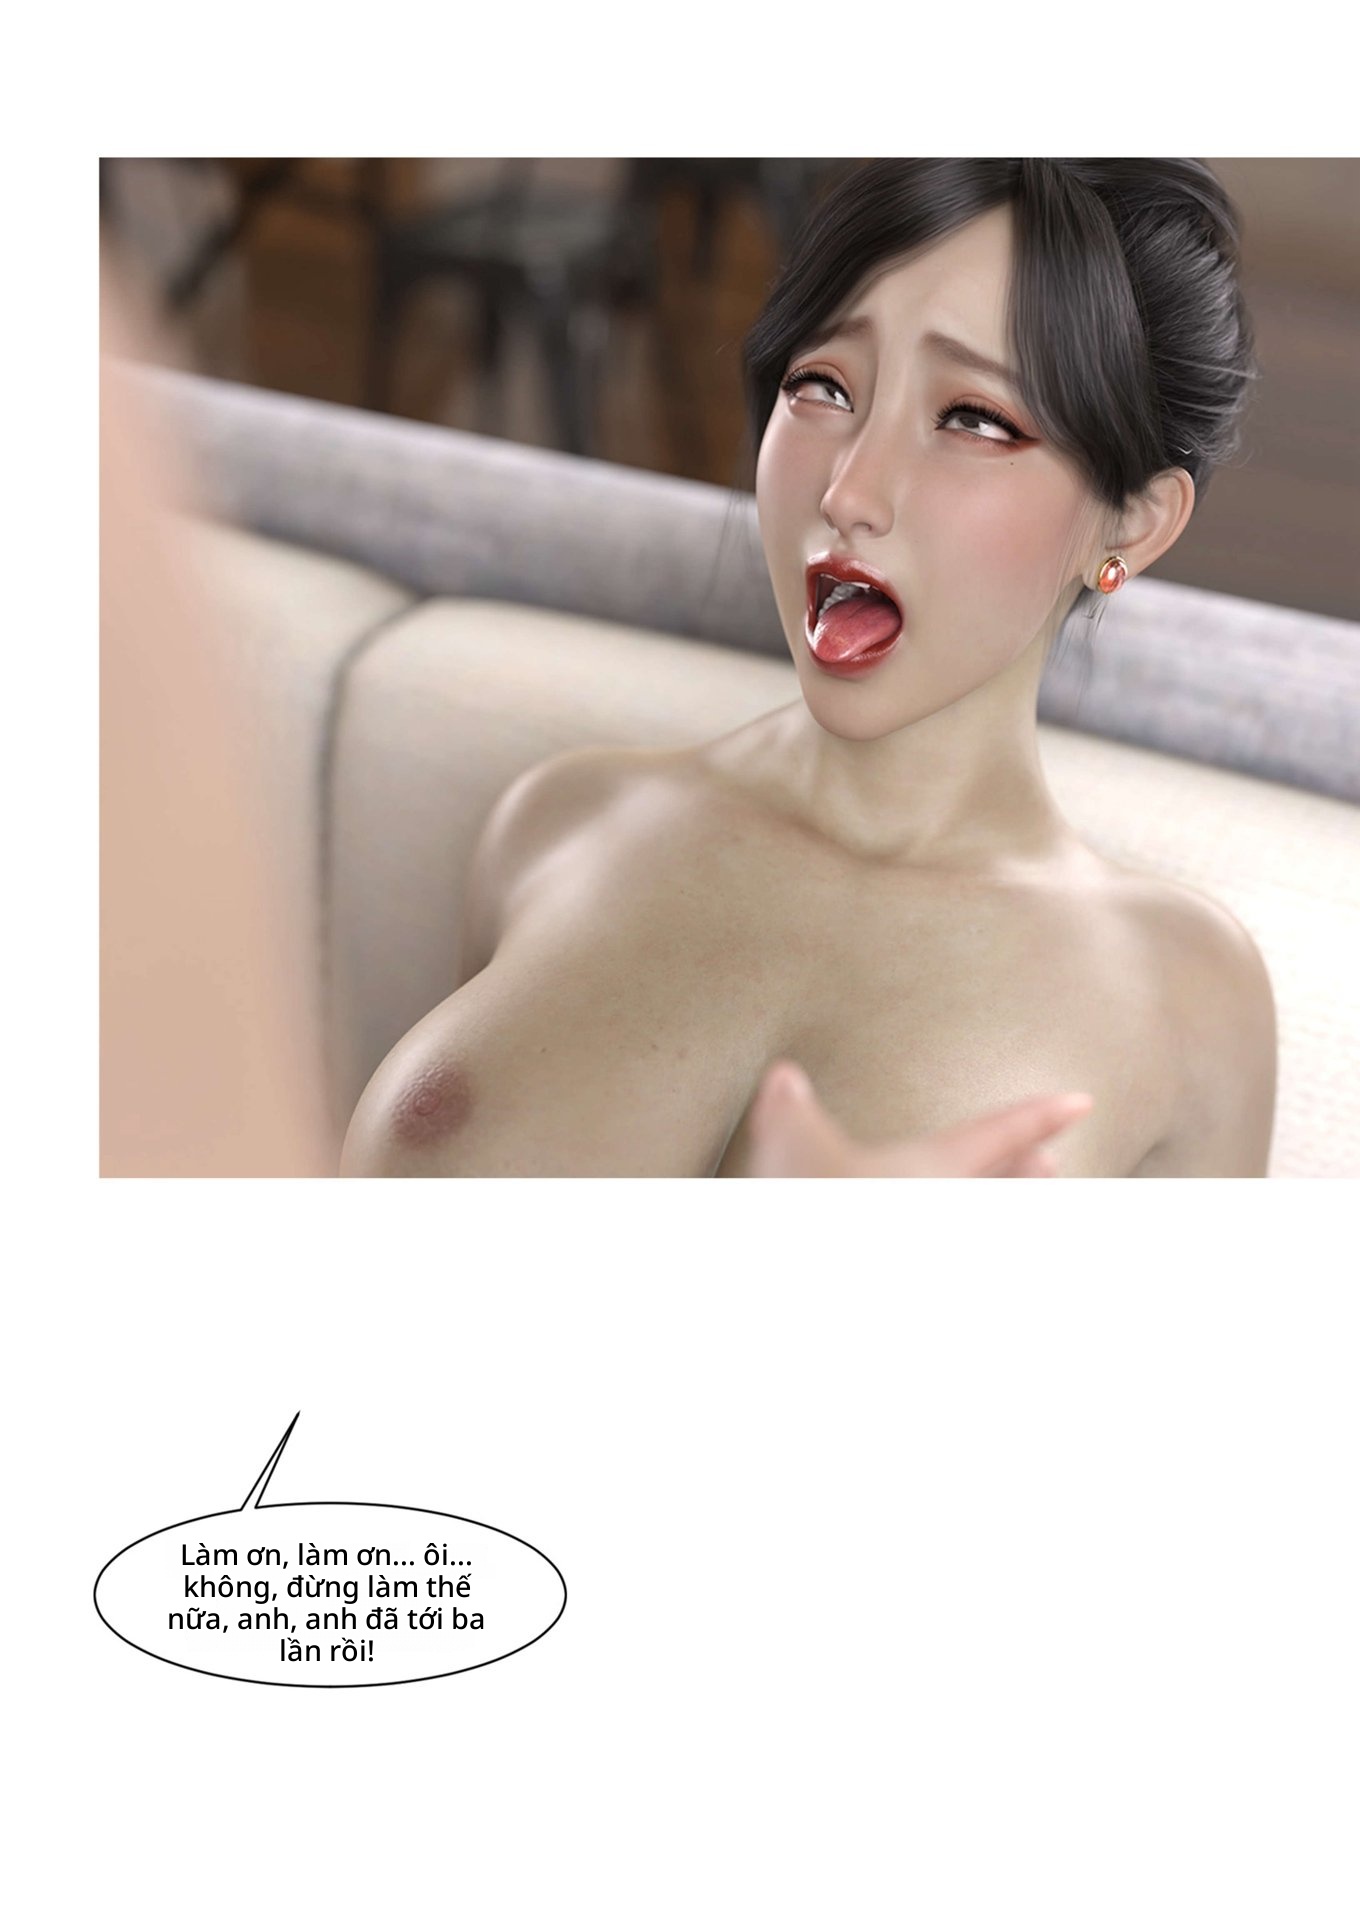 Làm ơn, làm ơn... ôi...
không, đừng làm thế
nữa, anh, anh đã tới ba
lần rồi!